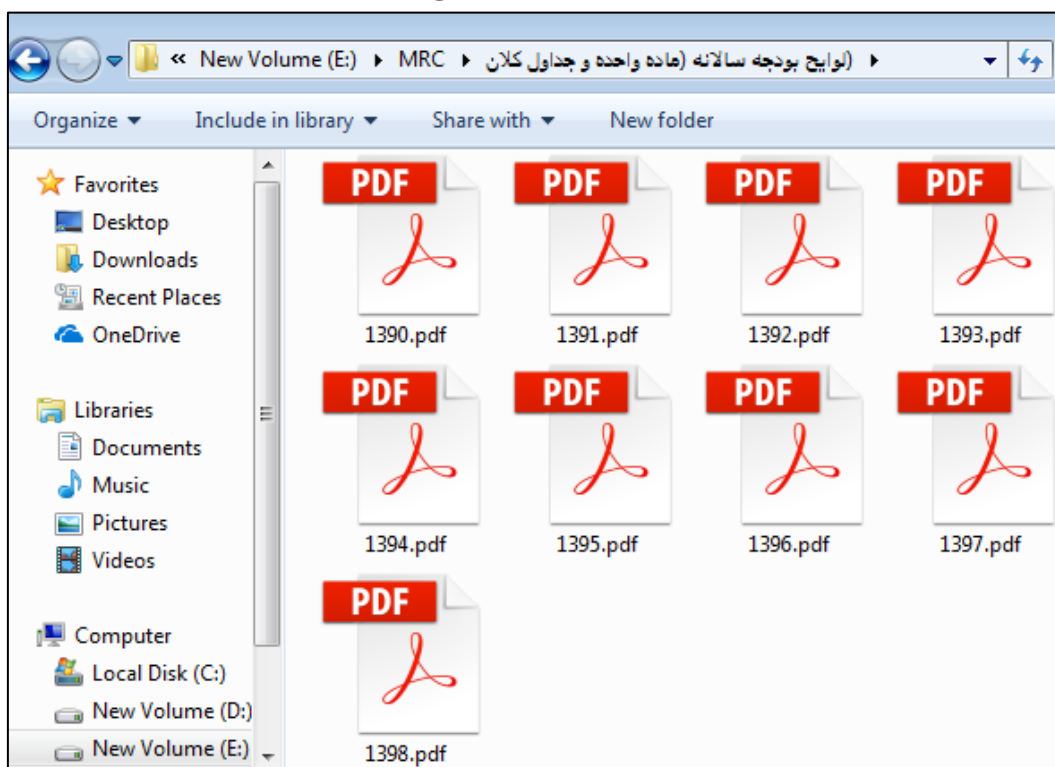 « New Volume (E:) ▸ MRC ▸ (لوایح بودجه سالانه (ماده واحده و جداول کلان ▸
Organize Include in library Share with New folder
Favorites
Desktop
Downloads
Recent Places
OneDrive
Libraries
Documents
Music
Pictures
Videos
Computer
Local Disk (C:)
New Volume (D:)
New Volume (E:)
PDF PDF PDF PDF
1390.pdf 1391.pdf 1392.pdf 1393.pdf
PDF PDF PDF PDF
1394.pdf 1395.pdf 1396.pdf 1397.pdf
PDF
1398.pdf